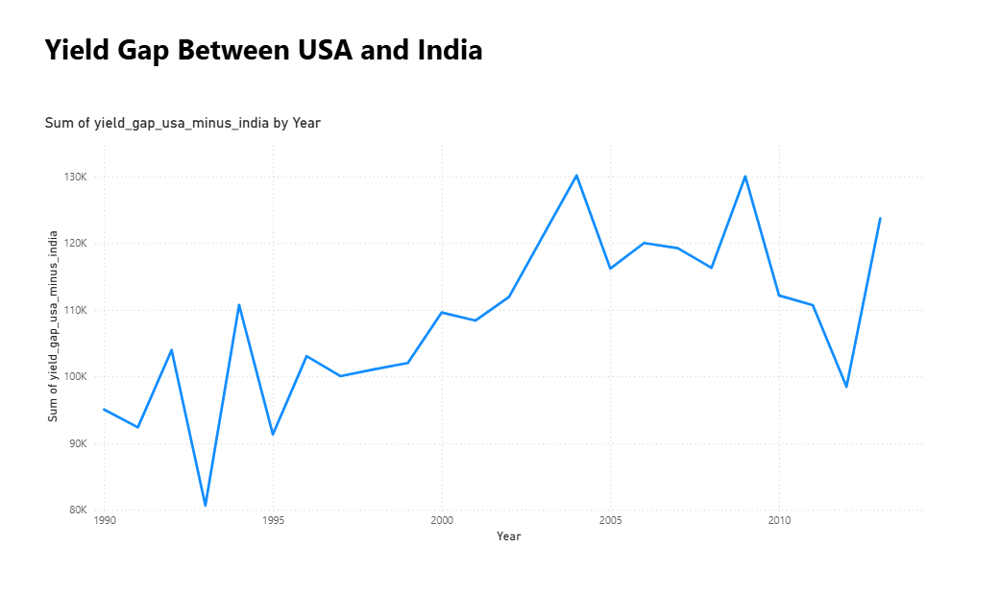 Yield Gap Between USA and India
Sum of yield_gap_usa_minus_india by Year
Sum of yield_gap_usa_minus_india
130K
120K
110K
100K
90K
80K
1990
1995
2000
2005
2010
Year